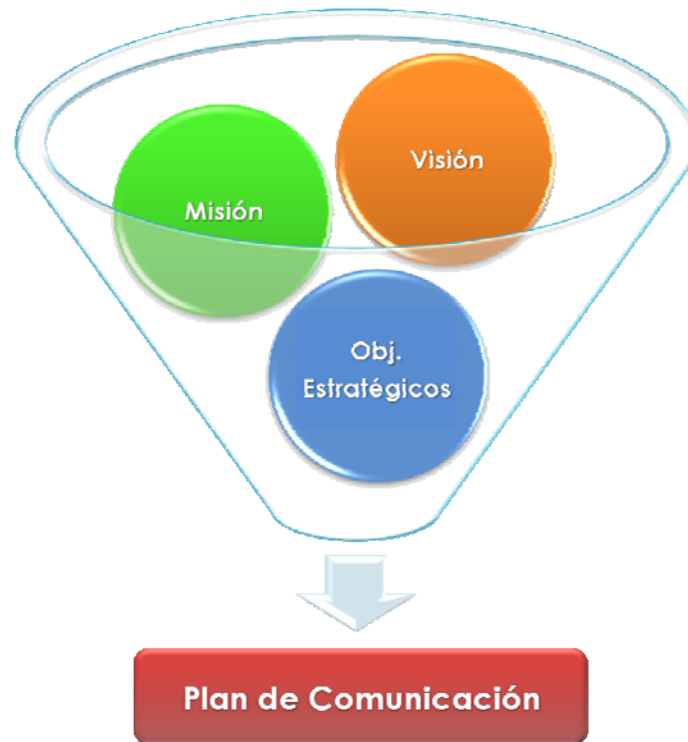 Visión
Misión
Obj.
Estratégicos
Plan de Comunicación